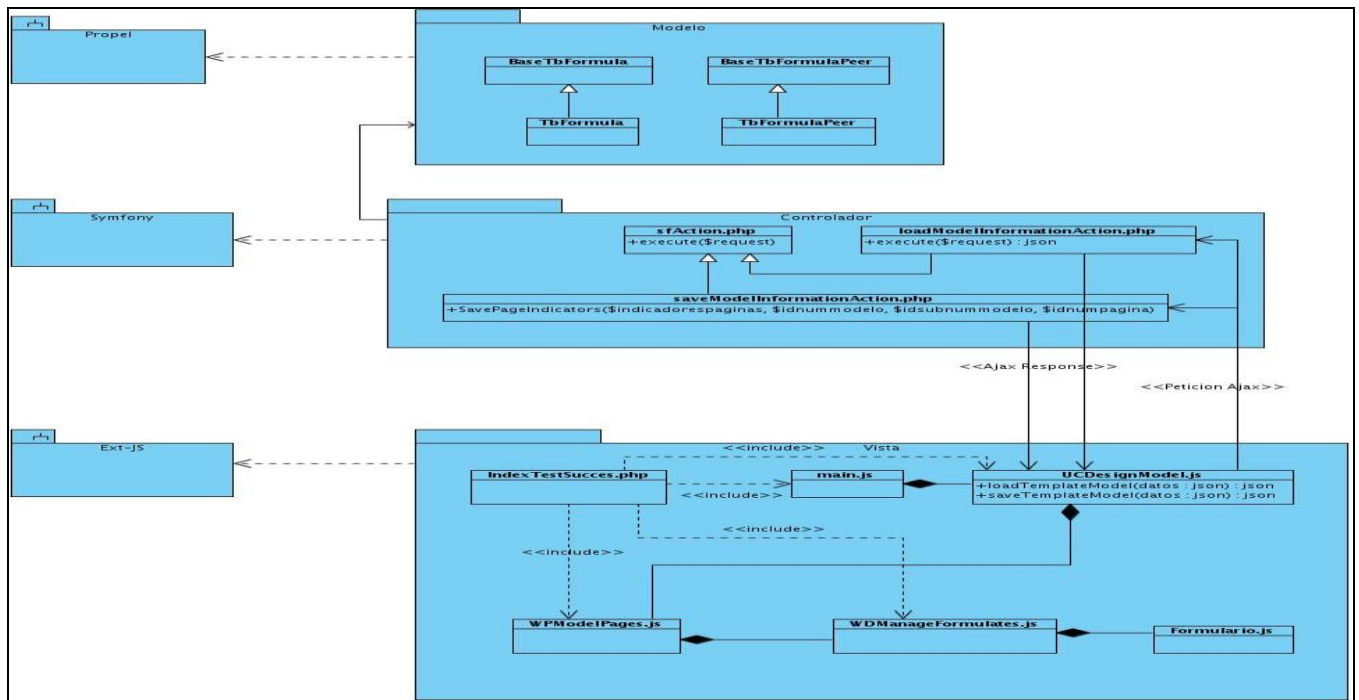 Propel
Modelo
BaseTbFormula
BaseTbFormulaPeer
TbFormula
TbFormulaPeer
Symfony
Controlador
sfAction.php
+execute($request)
loadModelInformationAction.php
+execute($request) : json
saveModelInformationAction.php
+SavePageIndicators($indicadorespaginas, $idnummodelo, $idsubnummodelo, $idnumpagina)
<<Ajax Response>>
<<Peticion Ajax>>
Ext-JS
<<include>>
Vista
IndexTestSucces.php
main.js
UCDesignModel.js
+loadTemplateModel(datos : json) : json
+saveTemplateModel(datos : json) : json
<<include>>
<<include>>
<<include>>
WPModelPages.js
WDManageFormulates.js
Formulario.js